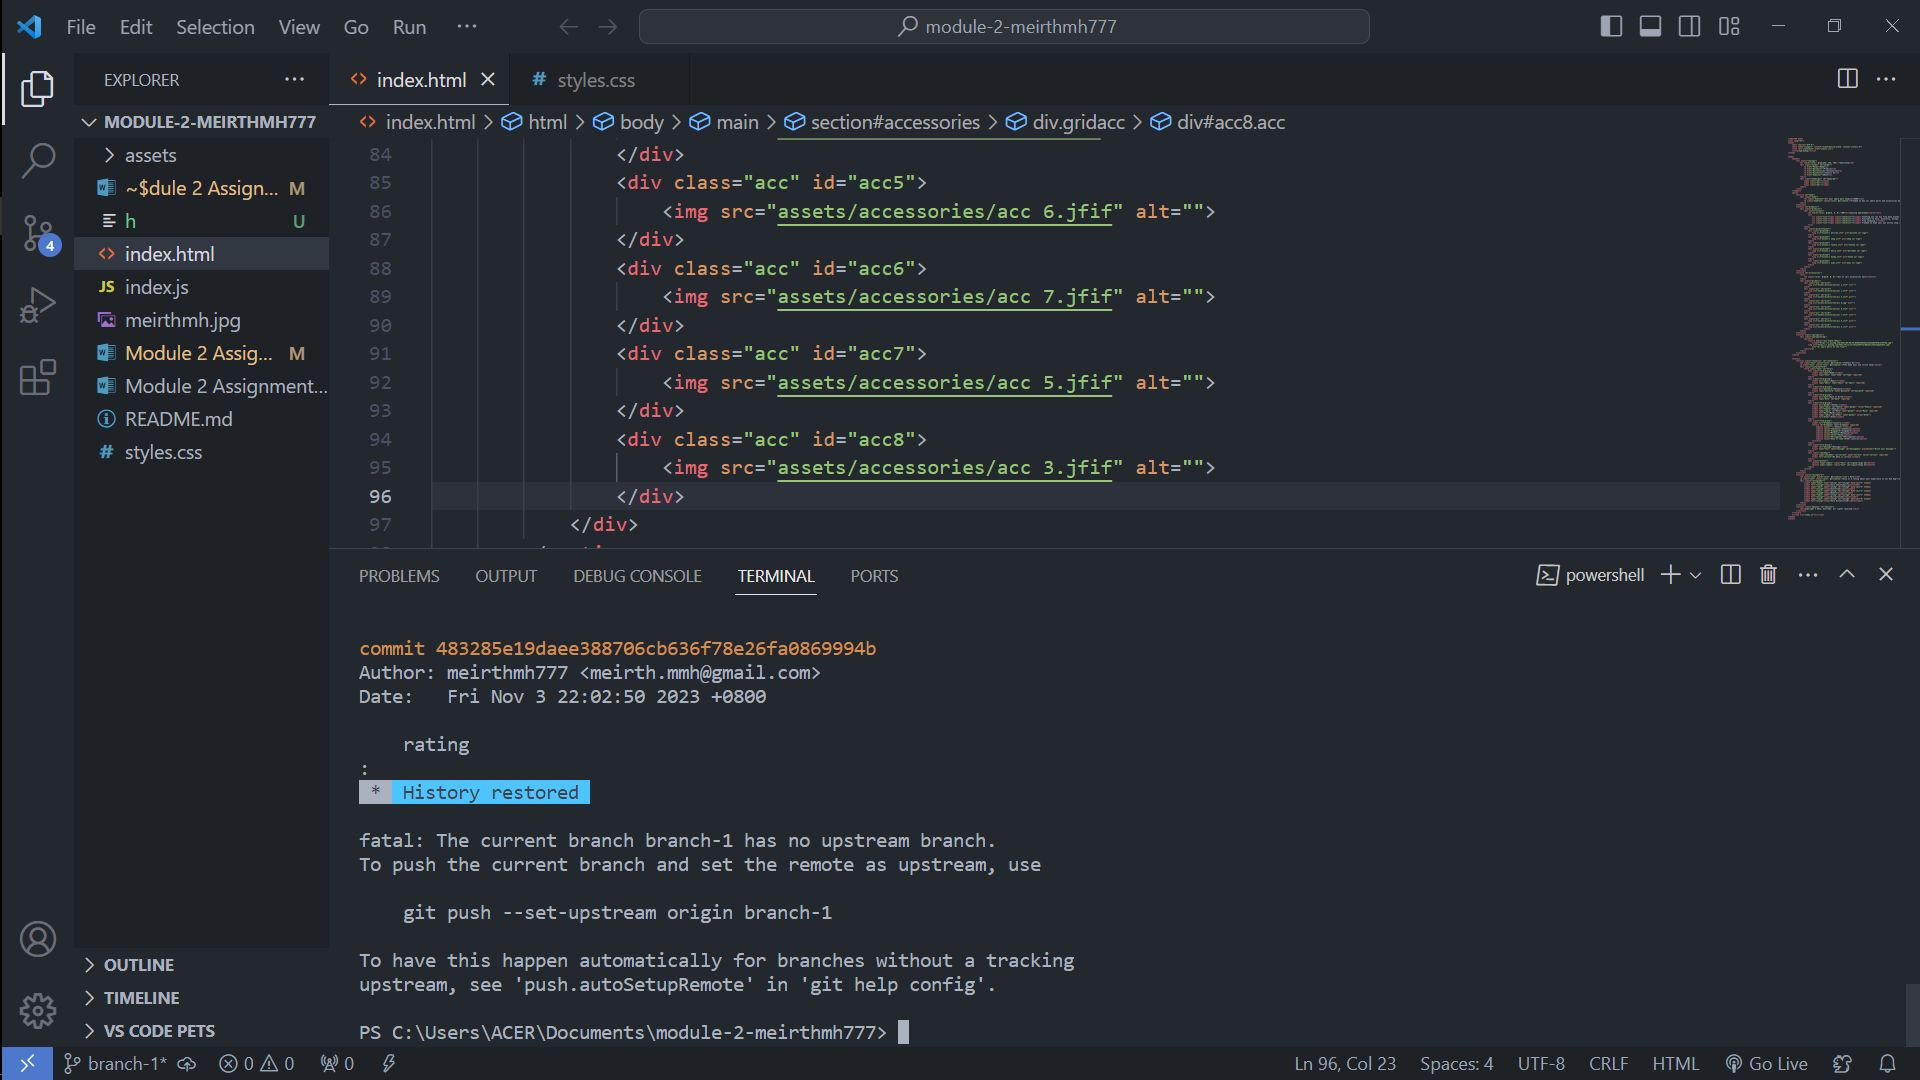 File Edit Selection View Go Run ··· module-2-meirthmh777
EXPLORER ···
MODULE-2-MEIRTHMH777
assets
~$dule 2 Assign... M
h U
index.html
JS index.js
meirthmh.jpg
Module 2 Assig... M
Module 2 Assignment...
README.md
# styles.css
OUTLINE
TIMELINE
VS CODE PETS
4
<> index.html # styles.css
<> index.html > html > body > main > section#accessories > div.gridacc > div#acc8.acc
84 </div>
85 <div class="acc" id="acc5">
86 <img src="assets/accessories/acc 6.jfif" alt="">
87 </div>
88 <div class="acc" id="acc6">
89 <img src="assets/accessories/acc 7.jfif" alt="">
90 </div>
91 <div class="acc" id="acc7">
92 <img src="assets/accessories/acc 5.jfif" alt="">
93 </div>
94 <div class="acc" id="acc8">
95 <img src="assets/accessories/acc 3.jfif" alt="">
96 </div>
97 </div>
PROBLEMS OUTPUT DEBUG CONSOLE TERMINAL PORTS powershell
commit 483285e19daee388706cb636f78e26fa0869994b
Author: meirthmh777 <meirth.mmh@gmail.com>
Date: Fri Nov 3 22:02:50 2023 +0800
rating
:
* History restored
fatal: The current branch branch-1 has no upstream branch.
To push the current branch and set the remote as upstream, use
git push --set-upstream origin branch-1
To have this happen automatically for branches without a tracking
upstream, see 'push.autoSetupRemote' in 'git help config'.
PS C:\Users\ACER\Documents\module-2-meirthmh777>
branch-1* 0 0 0 Ln 96, Col 23 Spaces: 4 UTF-8 CRLF HTML Go Live